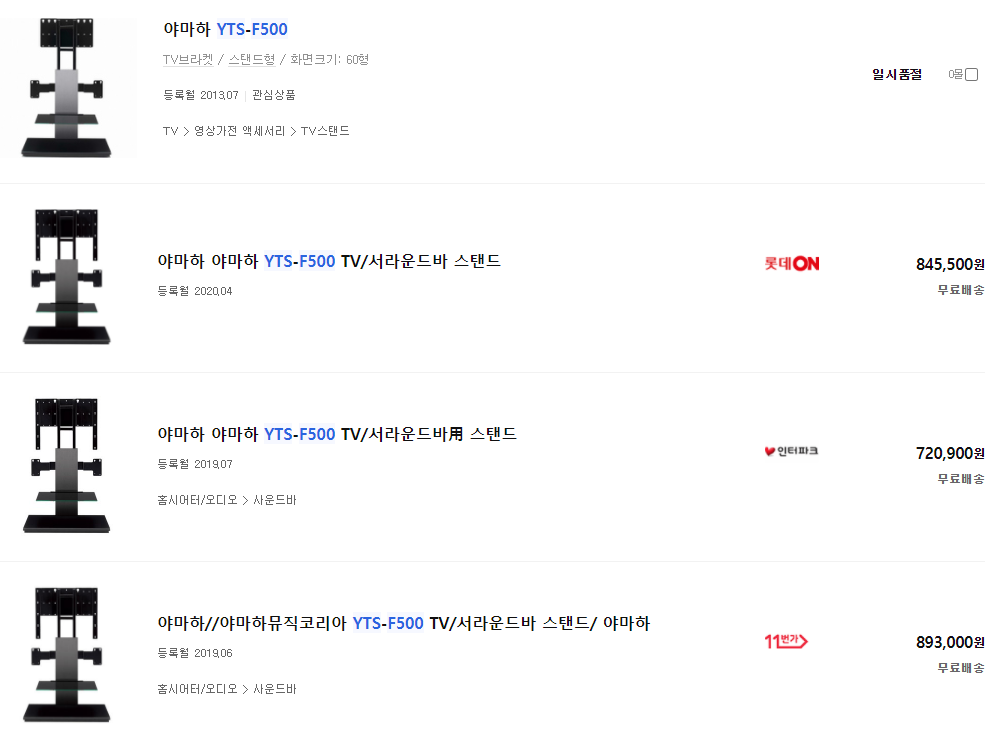 야마하 YTS-F500
TV브라켓 / 스탠드형 / 화면크기: 60형
등록월 2013.07 | 관심상품
일시품절 0몰
TV > 영상가전 액세서리 > TV스탠드
야마하 야마하 YTS-F500 TV/서라운드바 스탠드
롯데ON
845,500원
등록월 2020.04
무료배송
야마하 야마하 YTS-F500 TV/서라운드바用 스탠드
인터파크
720,900원
등록월 2019.07
무료배송
홈시어터/오디오 > 사운드바
야마하//야마하뮤직코리아 YTS-F500 TV/서라운드바 스탠드/ 야마하
11번가
893,000원
등록월 2019.06
무료배송
홈시어터/오디오 > 사운드바